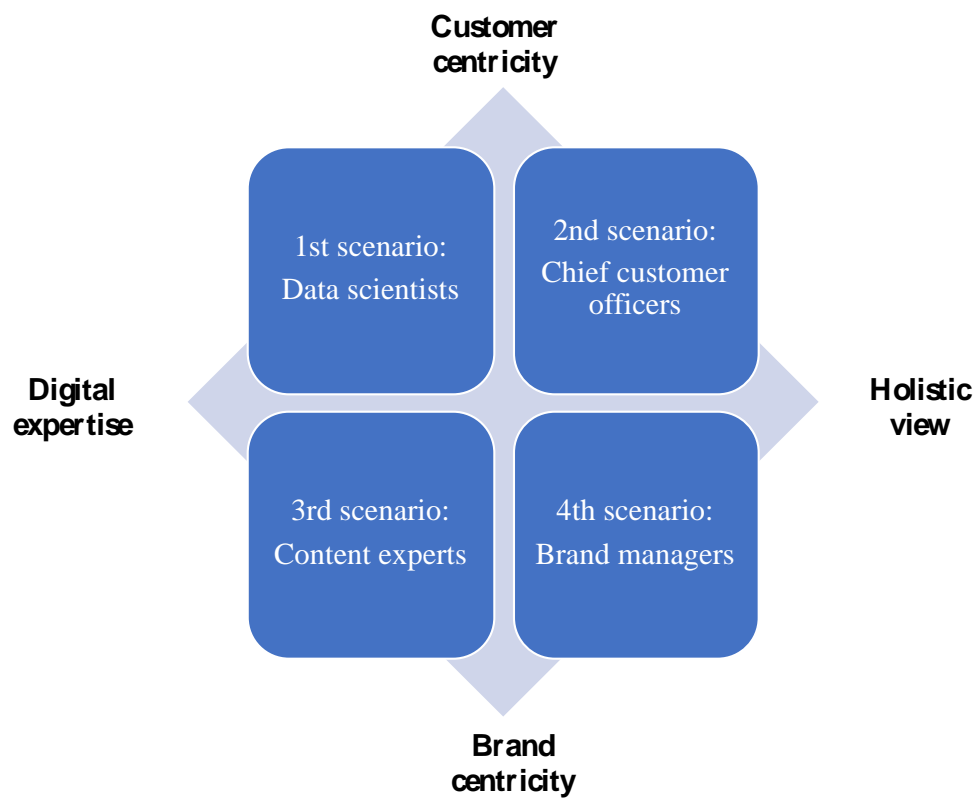 Customer
centricity
1st scenario:
Data scientists
2nd scenario:
Chief customer
officers
Digital
expertise
Holistic
view
3rd scenario:
Content experts
4th scenario:
Brand managers
Brand
centricity